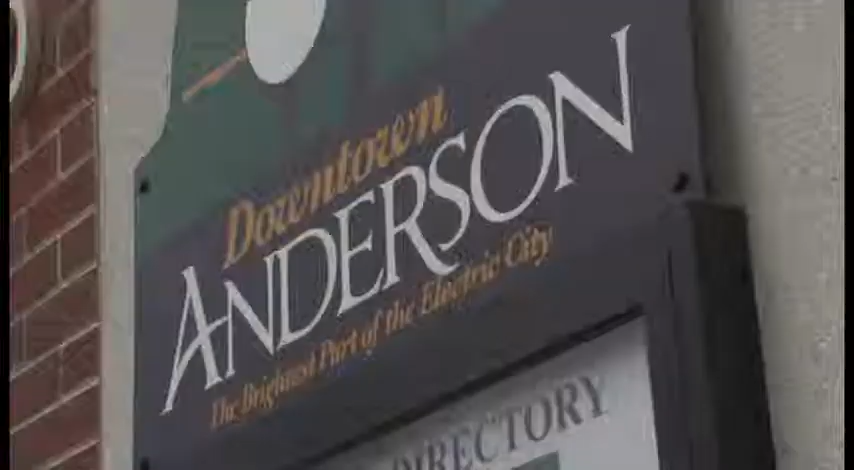 Downtown
ANDERSON
The Brightest Part of the Electric City
DIRECTORY